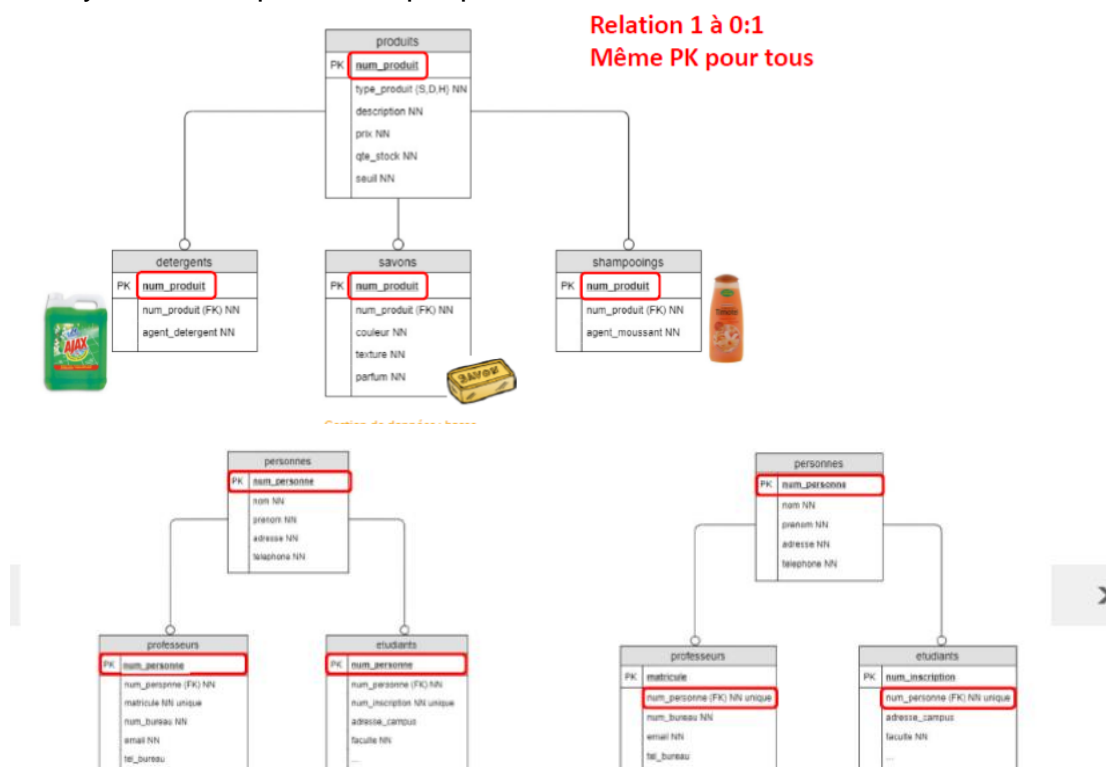 Relation 1 à 0:1
Même PK pour tous
produits
PK num_produit
type_produit (S,D,H) NN
description NN
prix NN
qte_stock NN
seuil NN
detergents
PK num_produit
num_produit (FK) NN
agent_detergent NN
savons
PK num_produit
num_produit (FK) NN
couleur NN
texture NN
parfum NN
shampooings
PK num_produit
num_produit (FK) NN
agent_moussant NN
AJAX
SAVON
personnes
PK num_personne
nom NN
prenom NN
adresse NN
telephone NN
professeurs
PK num_personne
num_personne (FK) NN
matricule NN unique
num_bureau NN
email NN
tel_bureau
etudiants
PK num_personne
num_personne (FK) NN
num_inscription NN unique
adresse_campus
faculte NN
...
personnes
PK num_personne
nom NN
prenom NN
adresse NN
telephone NN
professeurs
PK matricule
num_personne (FK) NN unique
num_bureau NN
email NN
tel_bureau
etudiants
PK num_inscription
num_personne (FK) NN unique
adresse_campus
faculte NN
...